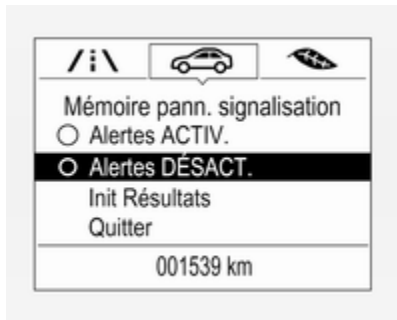 Mémoire pann. signalisation
Alertes ACTIV.
Alertes DÉSACT.
Init Résultats
Quitter
001539 km